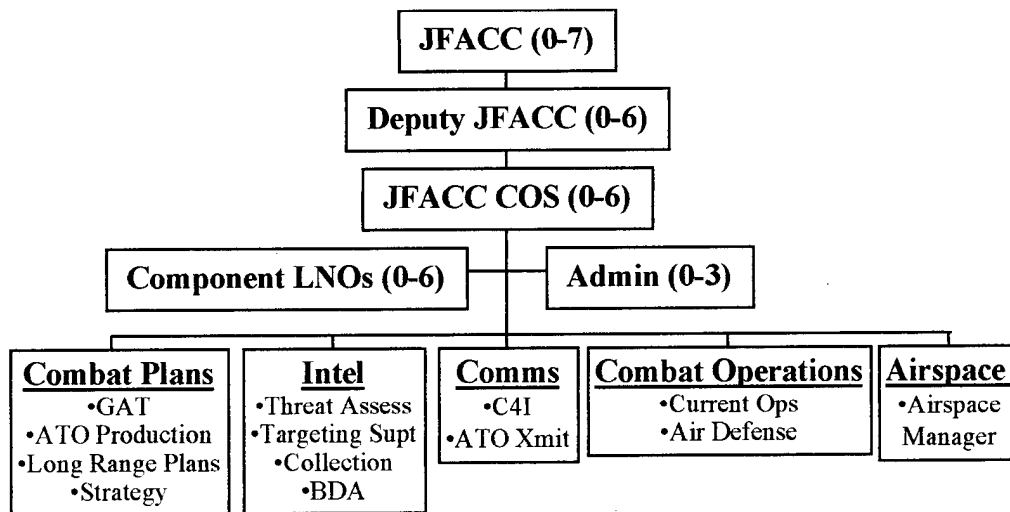 JFACC (0-7)
Deputy JFACC (0-6)
JFACC COS (0-6)
Component LNOs (0-6)
Admin (0-3)
Combat Plans
•GAT
•ATO Production
•Long Range Plans
•Strategy
Intel
•Threat Assess
•Targeting Supt
•Collection
•BDA
Comms
•C4I
•ATO Xmit
Combat Operations
•Current Ops
•Air Defense
Airspace
•Airspace
Manager